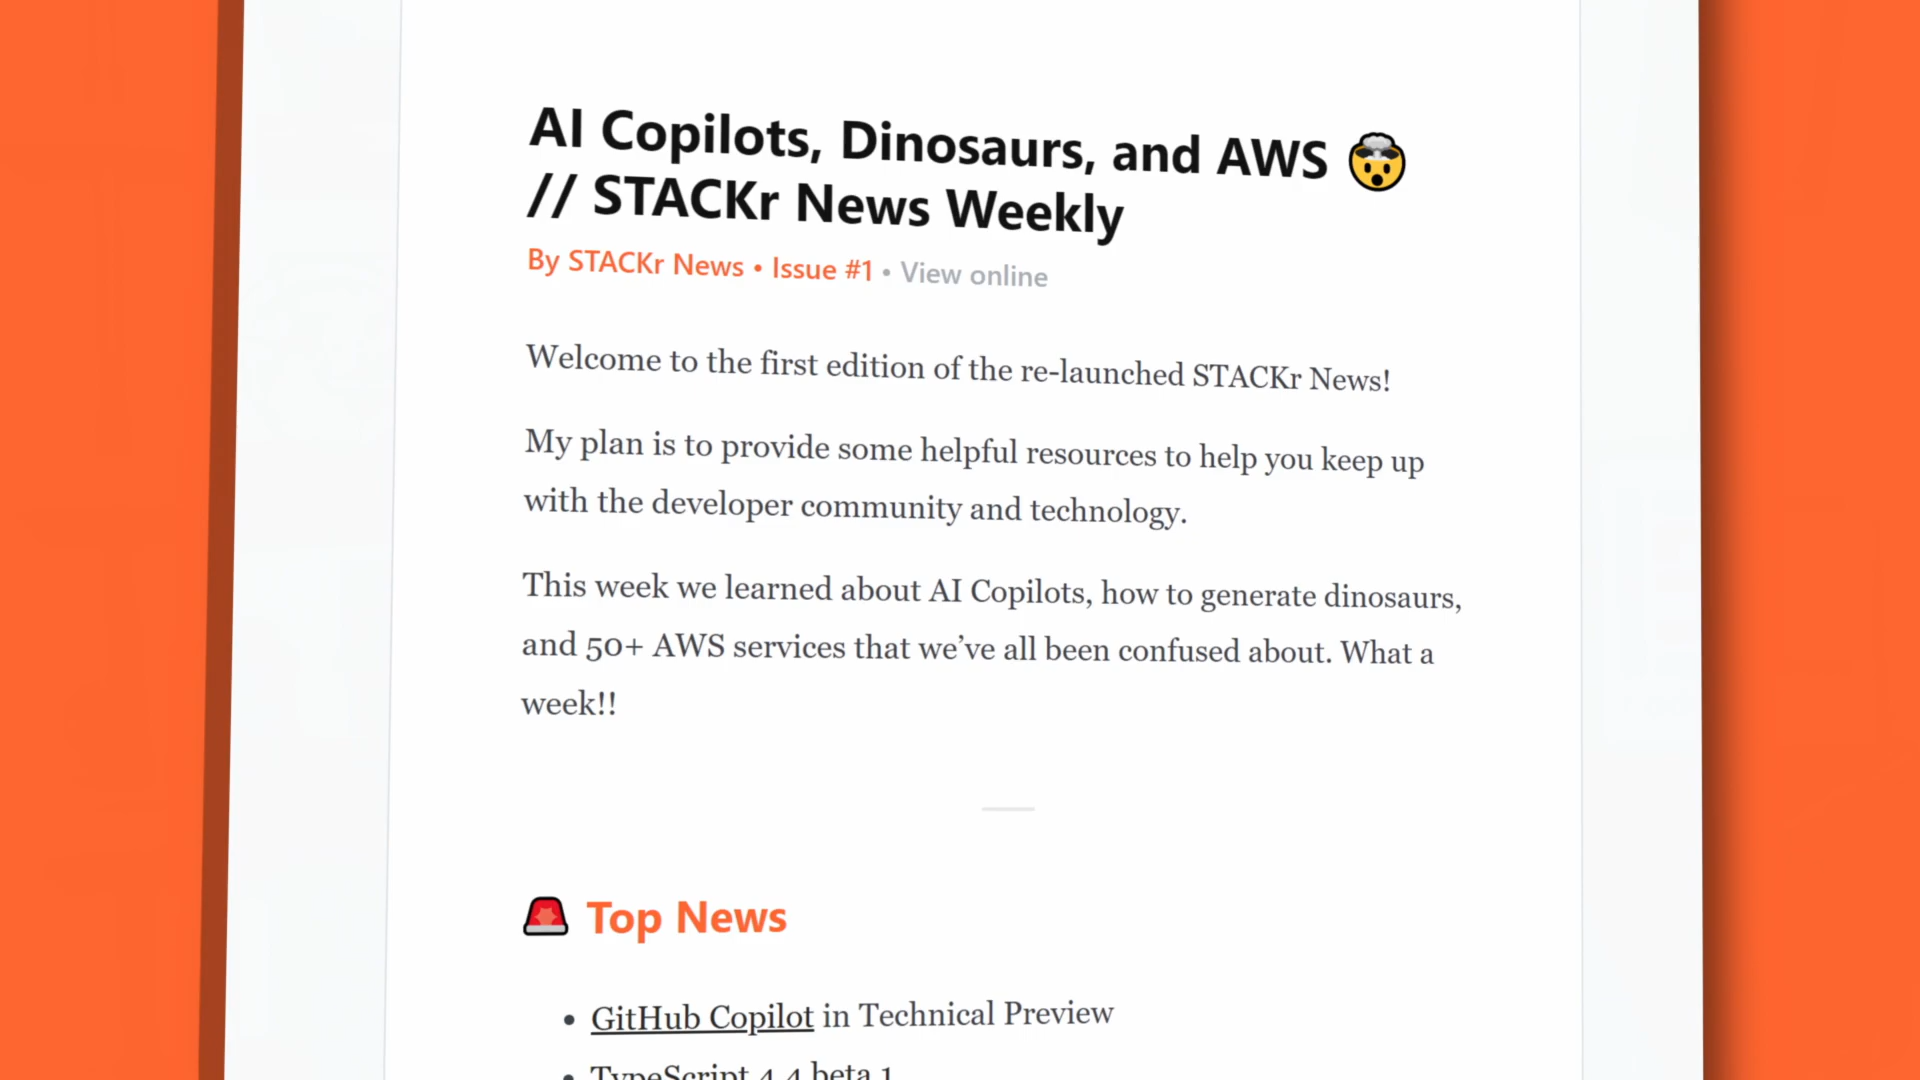 AI Copilots, Dinosaurs, and AWS 🤯
// STACKr News Weekly
By STACKr News • Issue #1 • View online
Welcome to the first edition of the re-launched STACKr News!
My plan is to provide some helpful resources to help you keep up
with the developer community and technology.
This week we learned about AI Copilots, how to generate dinosaurs,
and 50+ AWS services that we’ve all been confused about. What a
week!!
🚨 Top News
• GitHub Copilot in Technical Preview
• TypeScript 4.4 beta 1